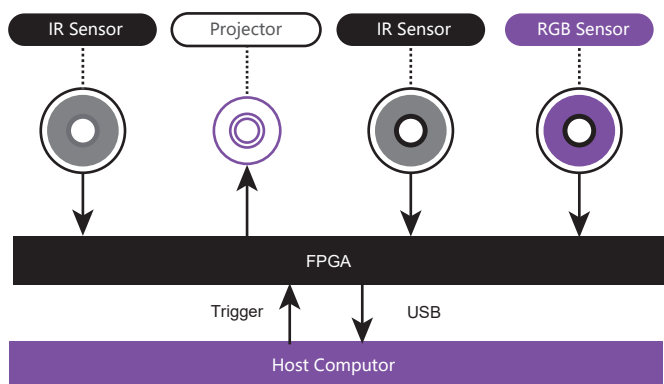 IR Sensor
Projector
IR Sensor
RGB Sensor
FPGA
Trigger
USB
Host Computor